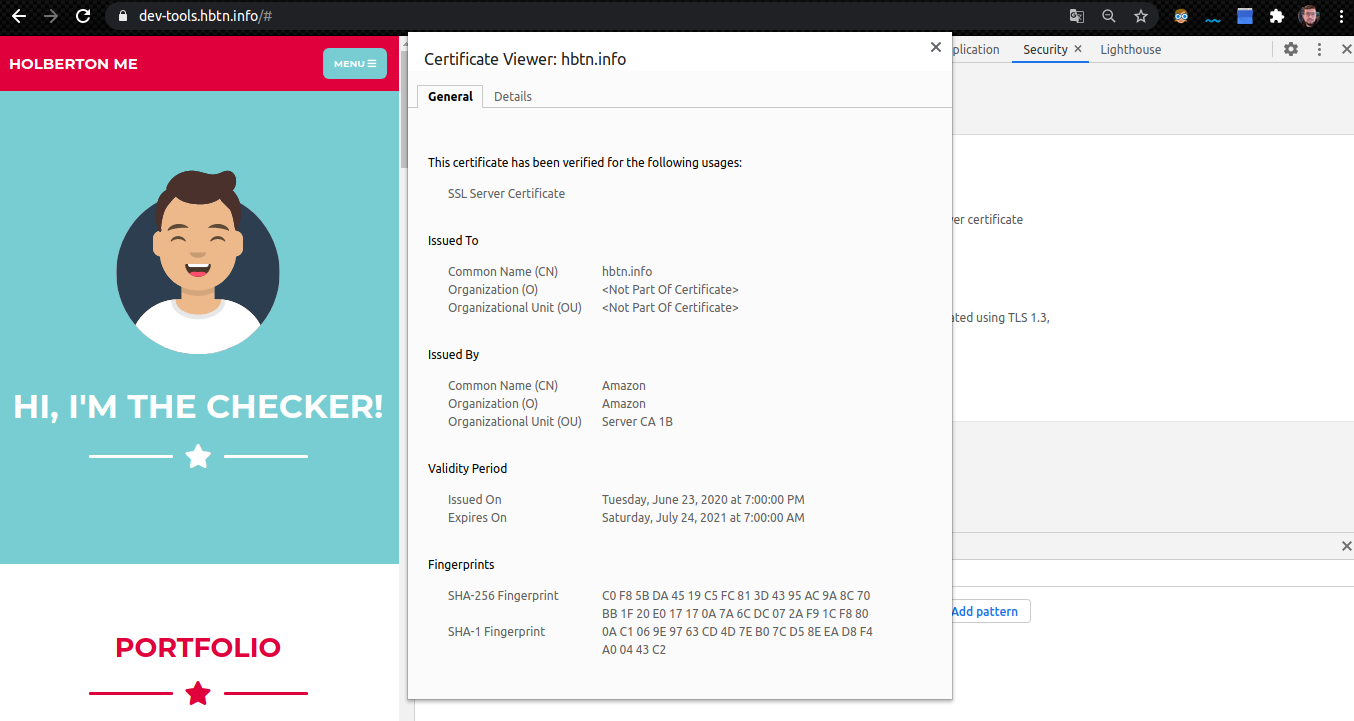 dev-tools.hbtn.info/#
HOLBERTON ME
MENU
HI, I'M THE CHECKER!
PORTFOLIO
Certificate Viewer: hbtn.info
General Details
This certificate has been verified for the following usages:
SSL Server Certificate
Issued To
Common Name (CN) hbtn.info
Organization (O) <Not Part Of Certificate>
Organizational Unit (OU) <Not Part Of Certificate>
Issued By
Common Name (CN) Amazon
Organization (O) Amazon
Organizational Unit (OU) Server CA 1B
Validity Period
Issued On Tuesday, June 23, 2020 at 7:00:00 PM
Expires On Saturday, July 24, 2021 at 7:00:00 AM
Fingerprints
SHA-256 Fingerprint C0 F8 5B DA 45 19 C5 FC 81 3D 43 95 AC 9A 8C 70
BB 1F 20 E0 17 17 0A 7A 6C DC 07 2A F9 1C F8 80
SHA-1 Fingerprint 0A C1 06 9E 97 63 CD 4D 7E B0 7C D5 8E EA D8 F4
A0 04 43 C2
plication Security Lighthouse
er certificate
ated using TLS 1.3,
Add pattern